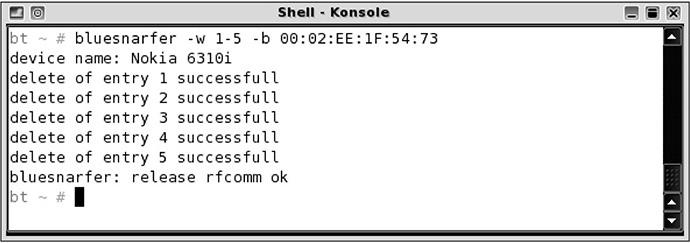 Shell - Konsole
bt ~ # bluesnarfer -w 1-5 -b 00:02:EE:1F:54:73
device name: Nokia 6310i
delete of entry 1 successfull
delete of entry 2 successfull
delete of entry 3 successfull
delete of entry 4 successfull
delete of entry 5 successfull
bluesnarfer: release rfcomm ok
bt ~ #